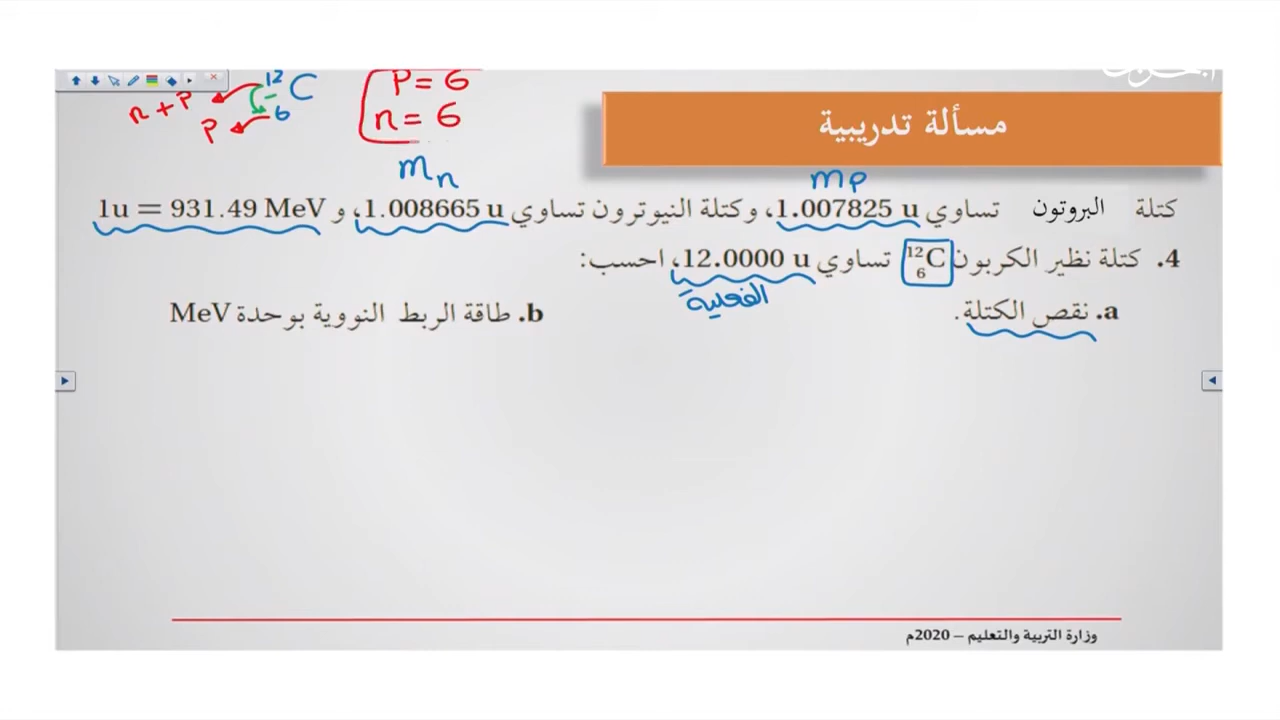 12
C
6
n + P
P
P = 6
n = 6
مسألة تدريبية
mn
mp
كتلة البروتون تساوي 1.007825 u، وكتلة النيوترون تساوي 1.008665 u، و 1u = 931.49 MeV
4. كتلة نظير الكربون ¹²₆C تساوي 12.0000 u، احسب:
الفعلية
a. نقص الكتلة.
b. طاقة الربط النووية بوحدة MeV
وزارة التربية والتعليم – 2020م